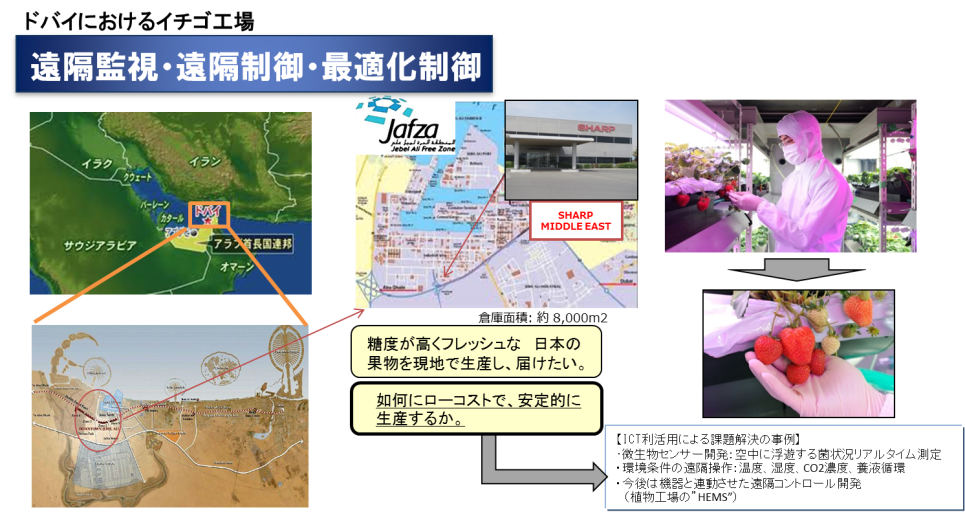 ドバイにおけるイチゴ工場
遠隔監視・遠隔制御・最適化制御
イラク
イラン
クウェート
バーレーン
カタール
ドバイ
サウジアラビア
アラブ首長国連邦
オマーン
Jafza
المنطقة الحرة لجبل علي
Jebel Ali Free Zone
SHARP
SHARP
MIDDLE EAST
Abu Dhabi
Dubai
倉庫面積: 約 8,000m2
糖度が高くフレッシュな 日本の
果物を現地で生産し、届けたい。
如何にローコストで、安定的に
生産するか。
【ICT利活用による課題解決の事例】
・微生物センサー開発：空中に浮遊する菌状況リアルタイム測定
・環境条件の遠隔操作：温度、湿度、CO2濃度、養液循環
・今後は機器と連動させた遠隔コントロール開発
（植物工場の"HEMS"）